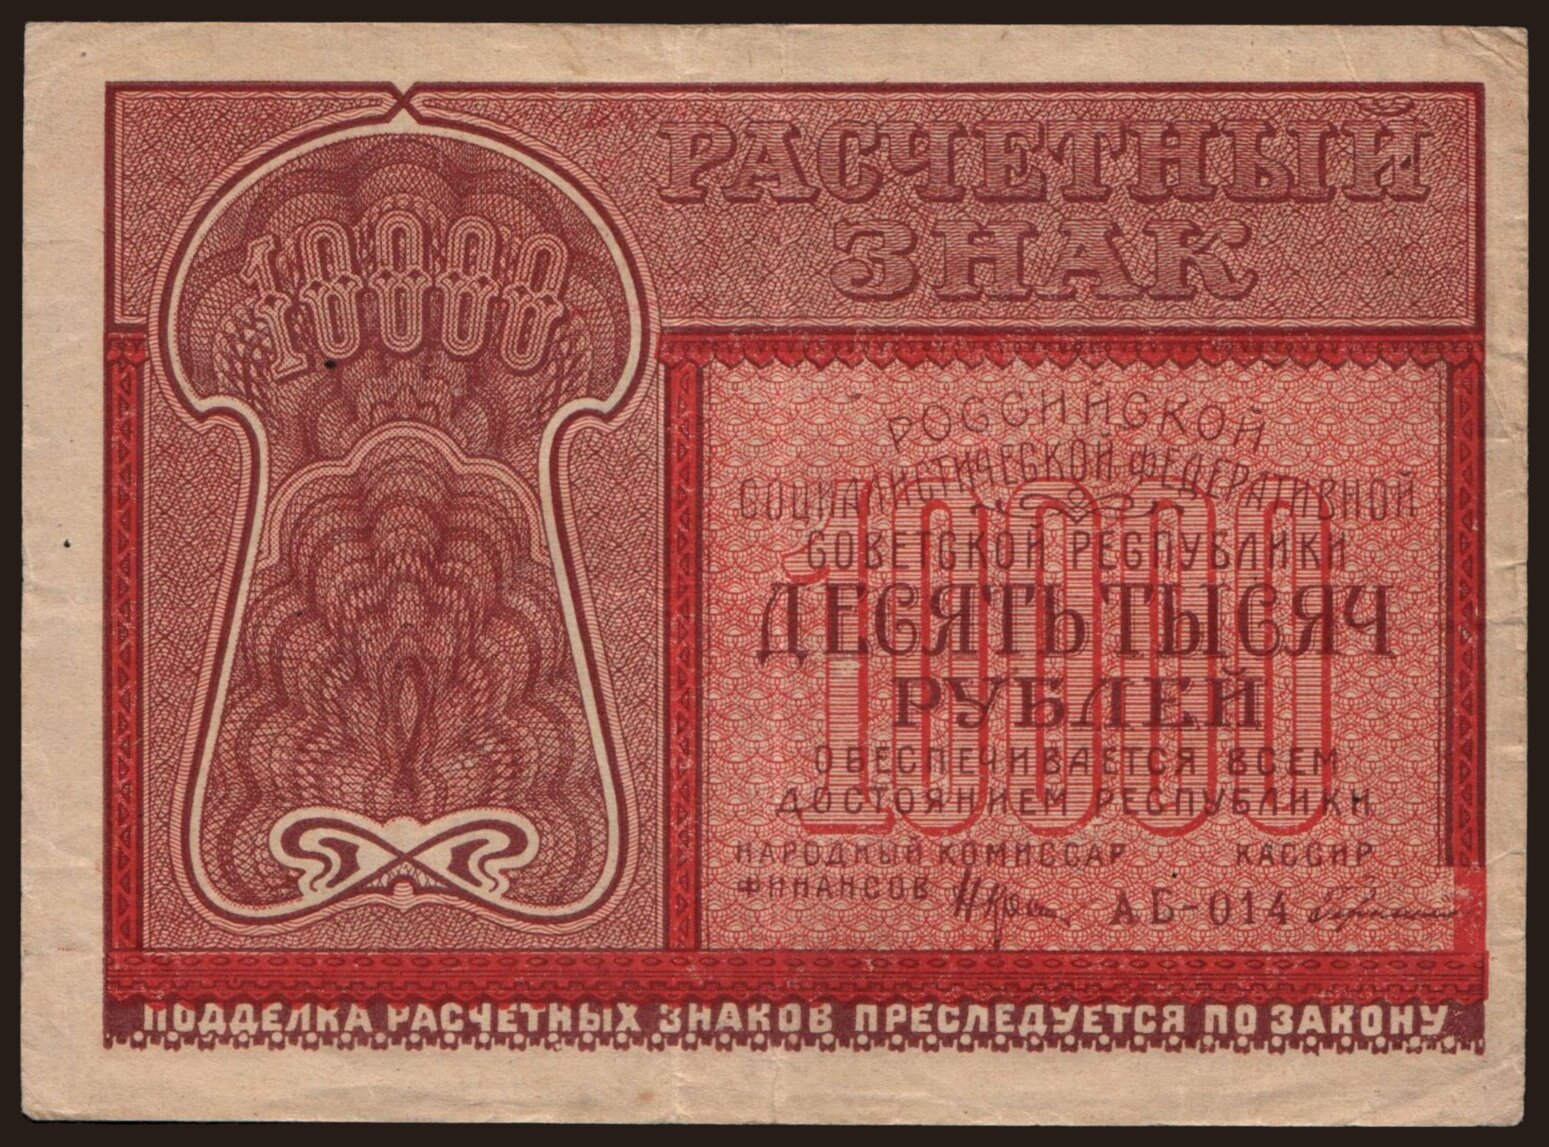 РАСЧЕТНЫЙ
ЗНАК
10000
РОССИЙСКОЙ
СОЦИАЛИСТИЧЕСКОЙ ФЕДЕРАТИВНОЙ
СОВЕТСКОЙ РЕСПУБЛИКИ
10000
ДЕСЯТЬ ТЫСЯЧ
РУБЛЕЙ
ОБЕСПЕЧИВАЕТСЯ ВСЕМ
ДОСТОЯНИЕМ РЕСПУБЛИКИ
НАРОДНЫЙ КОМИССАР КАССИР
ФИНАНСОВ АБ-014
ПОДДЕЛКА РАСЧЕТНЫХ ЗНАКОВ ПРЕСЛЕДУЕТСЯ ПО ЗАКОНУ